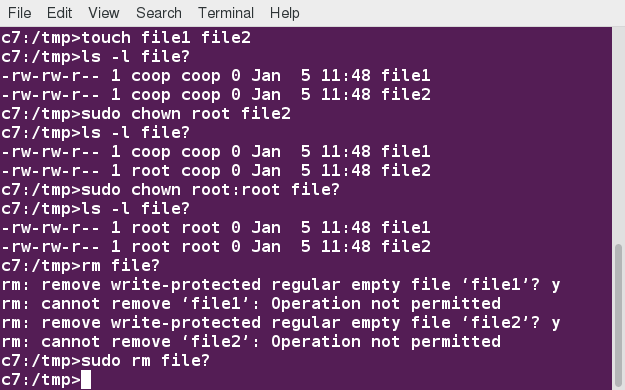 File Edit View Search Terminal Help
c7:/tmp>touch file1 file2
c7:/tmp>ls -l file?
-rw-rw-r-- 1 coop coop 0 Jan  5 11:48 file1
-rw-rw-r-- 1 coop coop 0 Jan  5 11:48 file2
c7:/tmp>sudo chown root file2
c7:/tmp>ls -l file?
-rw-rw-r-- 1 coop coop 0 Jan  5 11:48 file1
-rw-rw-r-- 1 root coop 0 Jan  5 11:48 file2
c7:/tmp>sudo chown root:root file?
c7:/tmp>ls -l file?
-rw-rw-r-- 1 root root 0 Jan  5 11:48 file1
-rw-rw-r-- 1 root root 0 Jan  5 11:48 file2
c7:/tmp>rm file?
rm: remove write-protected regular empty file ‘file1’? y
rm: cannot remove ‘file1’: Operation not permitted
rm: remove write-protected regular empty file ‘file2’? y
rm: cannot remove ‘file2’: Operation not permitted
c7:/tmp>sudo rm file?
c7:/tmp>